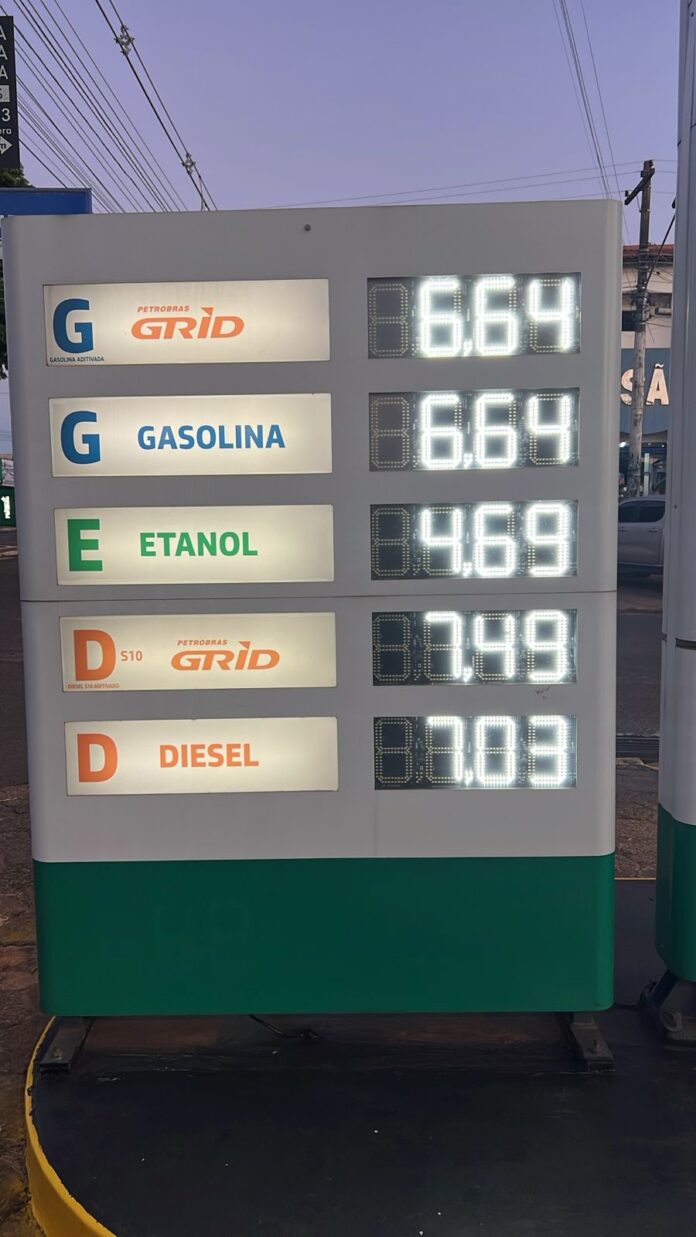 G
GASOLINA ADITIVADA
PETROBRAS
GRID
6,64
G GASOLINA 6,64
E ETANOL 4,69
D S10
DIESEL S10 ADITIVADO
PETROBRAS
GRID
7,49
D DIESEL 7,03
SÃ